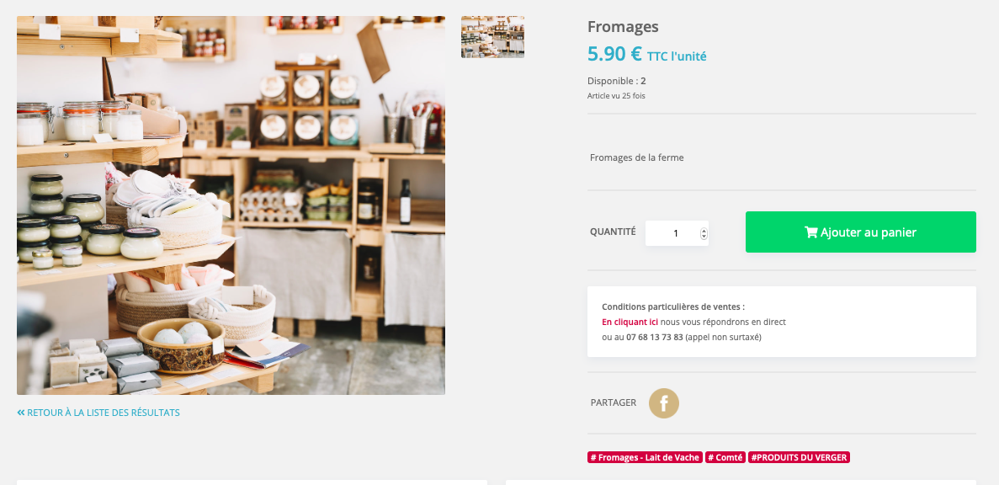 Fromages
5.90 € TTC l'unité
Disponible : 2
Article vu 25 fois
Fromages de la ferme
QUANTITÉ 1 Ajouter au panier
Conditions particulières de ventes :
En cliquant ici nous vous répondrons en direct
ou au 07 68 13 73 83 (appel non surtaxé)
« RETOUR À LA LISTE DES RÉSULTATS
PARTAGER f
# Fromages - Lait de Vache # Comté #PRODUITS DU VERGER